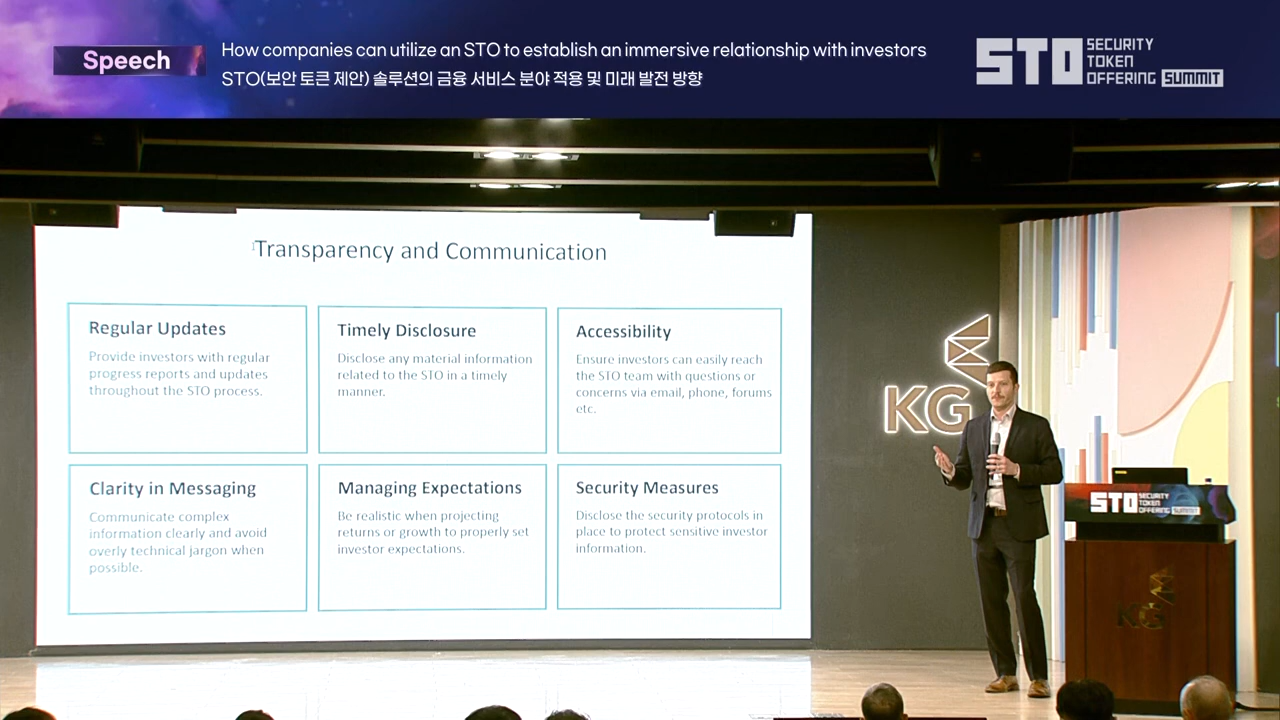 Speech
How companies can utilize an STO to establish an immersive relationship with investors
STO(보안 토큰 제안) 솔루션의 금융 서비스 분야 적용 및 미래 발전 방향
STO
SECURITY
TOKEN
OFFERING SUMMIT
Transparency and Communication
Regular Updates
Provide investors with regular
progress reports and updates
throughout the STO process.
Timely Disclosure
Disclose any material information
related to the STO in a timely
manner.
Accessibility
Ensure investors can easily reach
the STO team with questions or
concerns via email, phone, forums
etc.
Clarity in Messaging
Communicate complex
information clearly and avoid
overly technical jargon when
possible.
Managing Expectations
Be realistic when projecting
returns or growth to properly set
investor expectations.
Security Measures
Disclose the security protocols in
place to protect sensitive investor
information.
KG
STO
SECURITY
TOKEN
OFFERING SUMMIT
KG